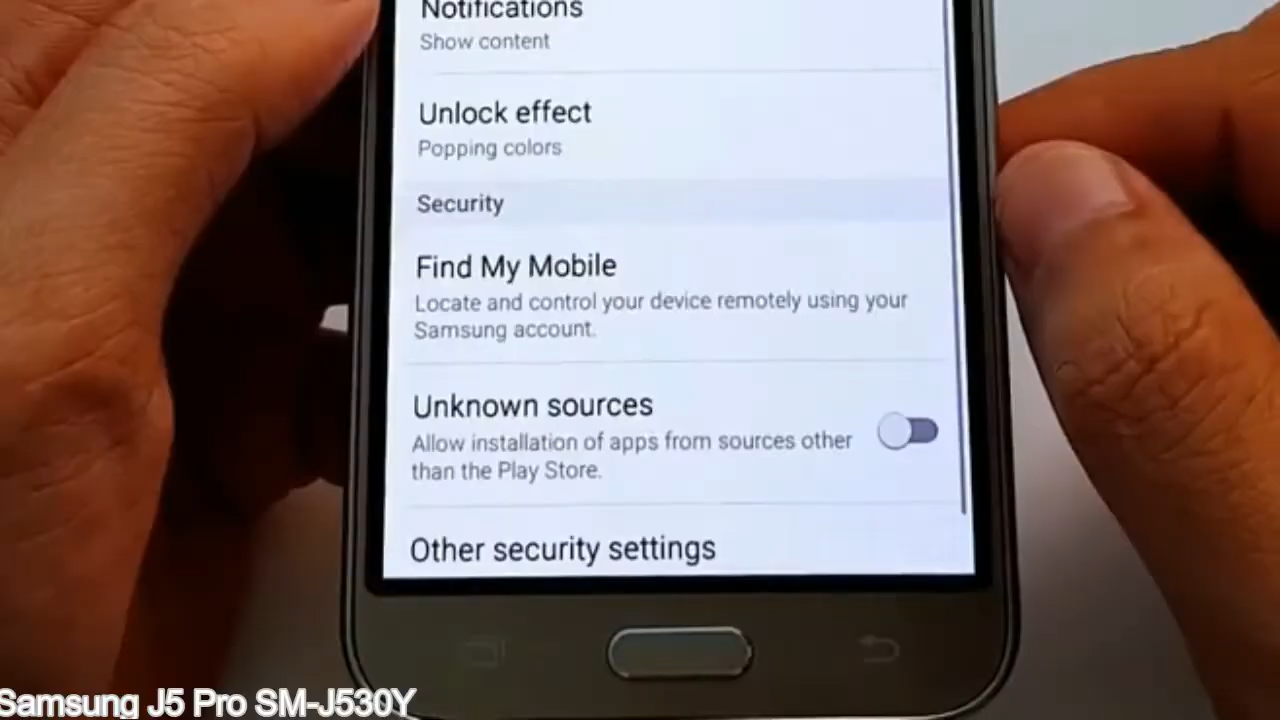 Notifications
Show content
Unlock effect
Popping colors
Security
Find My Mobile
Locate and control your device remotely using your
Samsung account.
Unknown sources
Allow installation of apps from sources other
than the Play Store.
Other security settings
Samsung J5 Pro SM-J530Y